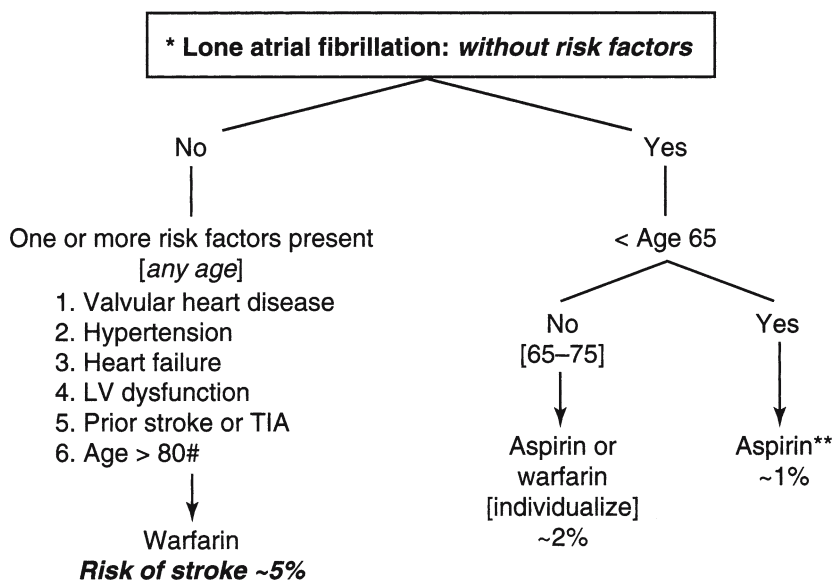 * Lone atrial fibrillation: without risk factors
No
One or more risk factors present
[any age]
1. Valvular heart disease
2. Hypertension
3. Heart failure
4. LV dysfunction
5. Prior stroke or TIA
6. Age > 80#
Warfarin
Risk of stroke ~5%
Yes
< Age 65
No
[65–75]
Aspirin or
warfarin
[individualize]
~2%
Yes
Aspirin**
~1%